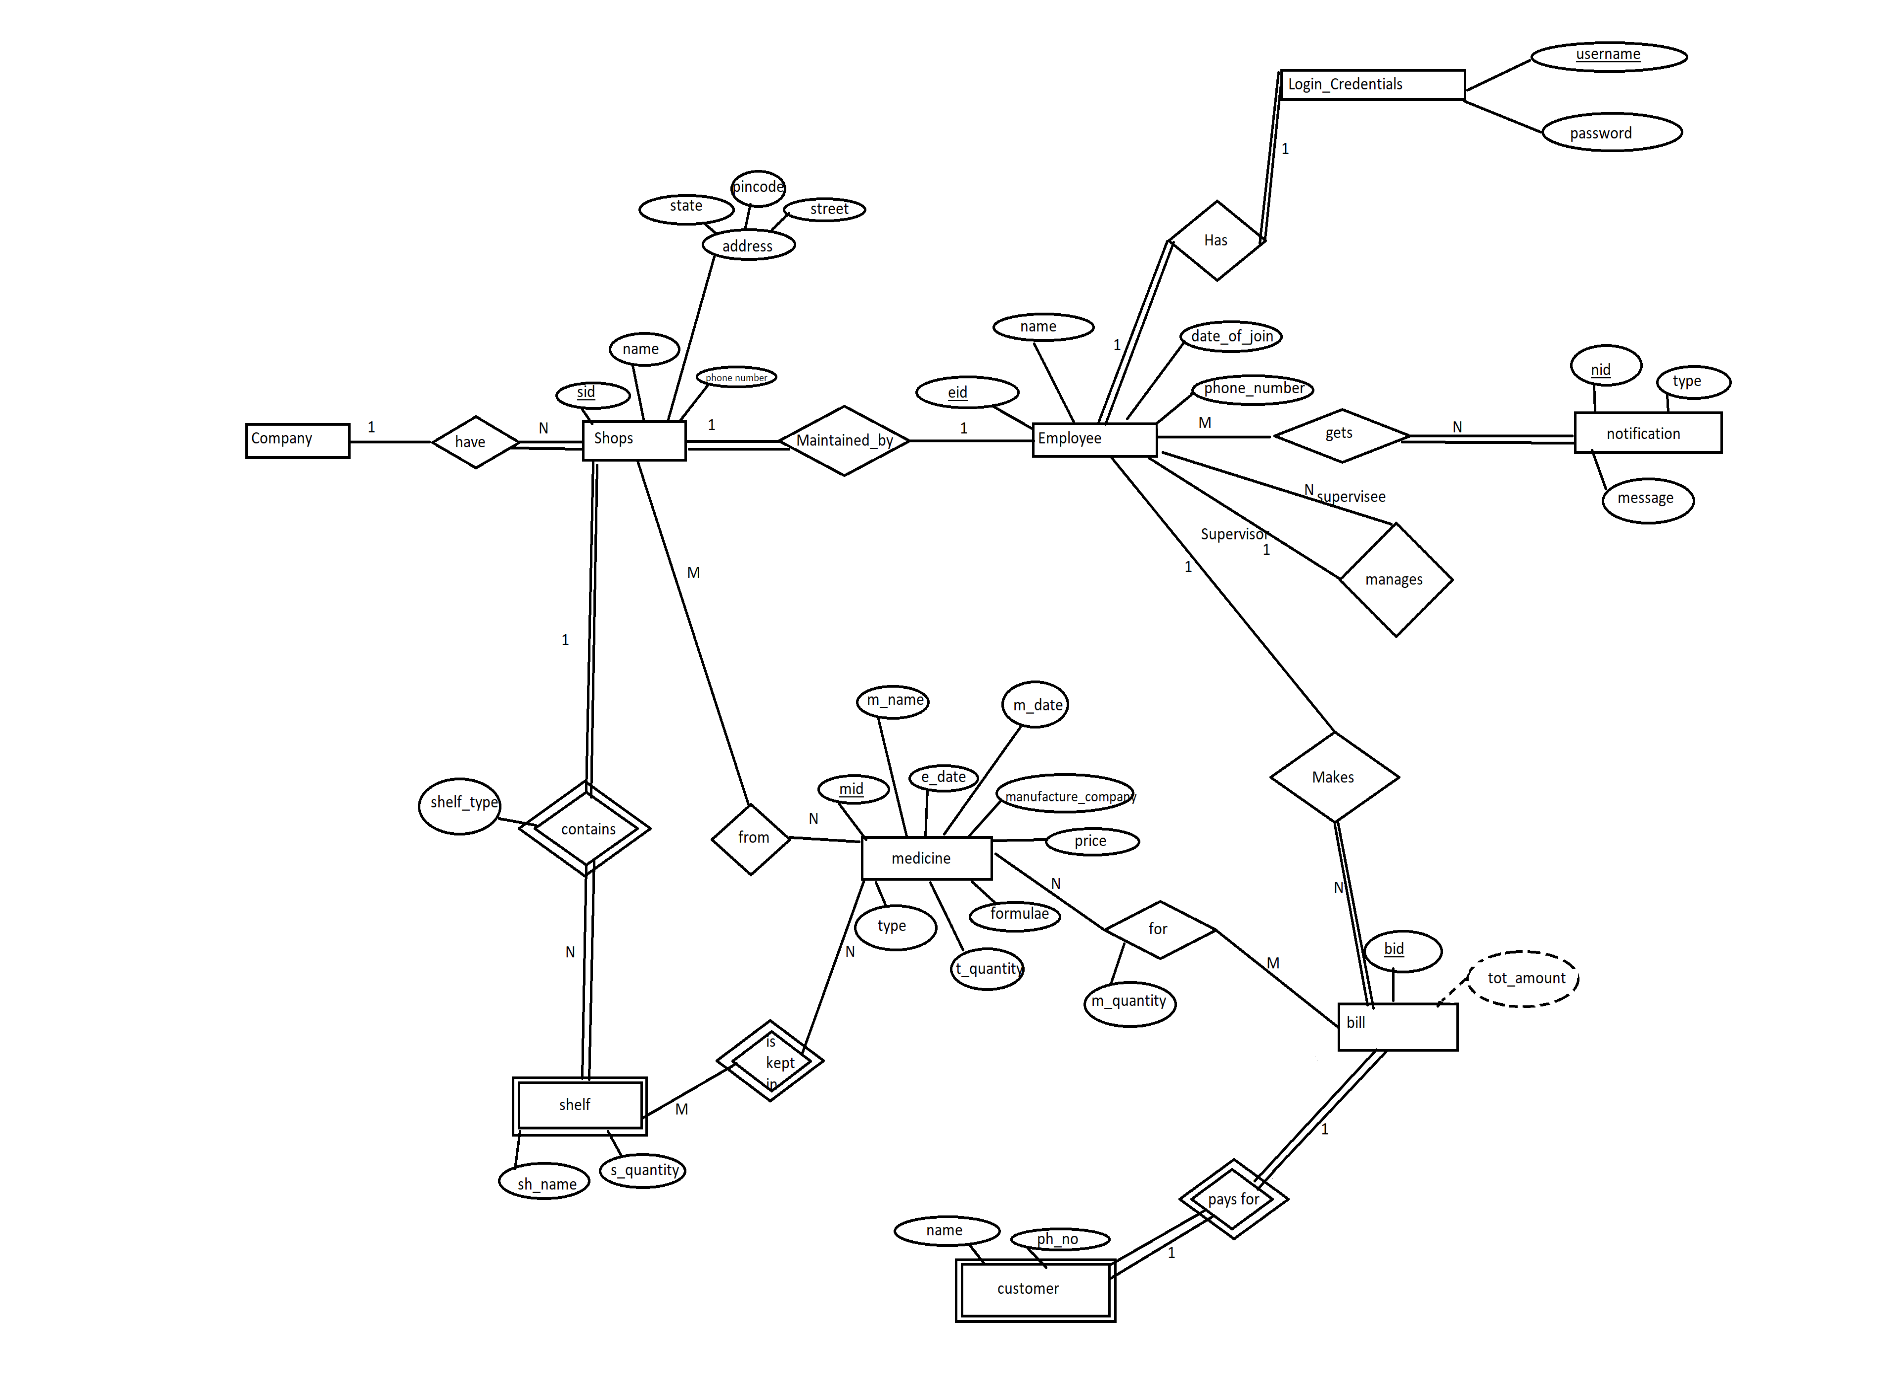 username
Login_Credentials
password
1
pincode
state
street
address
Has
name
date_of_join
1
name
nid
phone number
type
sid
eid
phone_number
Company
1
have
N
Shops
1
Maintained_by
1
Employee
M
gets
N
notification
N
supervisee
message
Supervisor
1
1
manages
M
1
m_name
m_date
Makes
e_date
mid
manufacture_company
shelf_type
N
contains
from
price
medicine
N
N
formulae
type
for
N
N
bid
M
t_quantity
tot_amount
m_quantity
bill
is
kept
in
shelf
M
1
s_quantity
sh_name
pays for
name
ph_no
1
customer